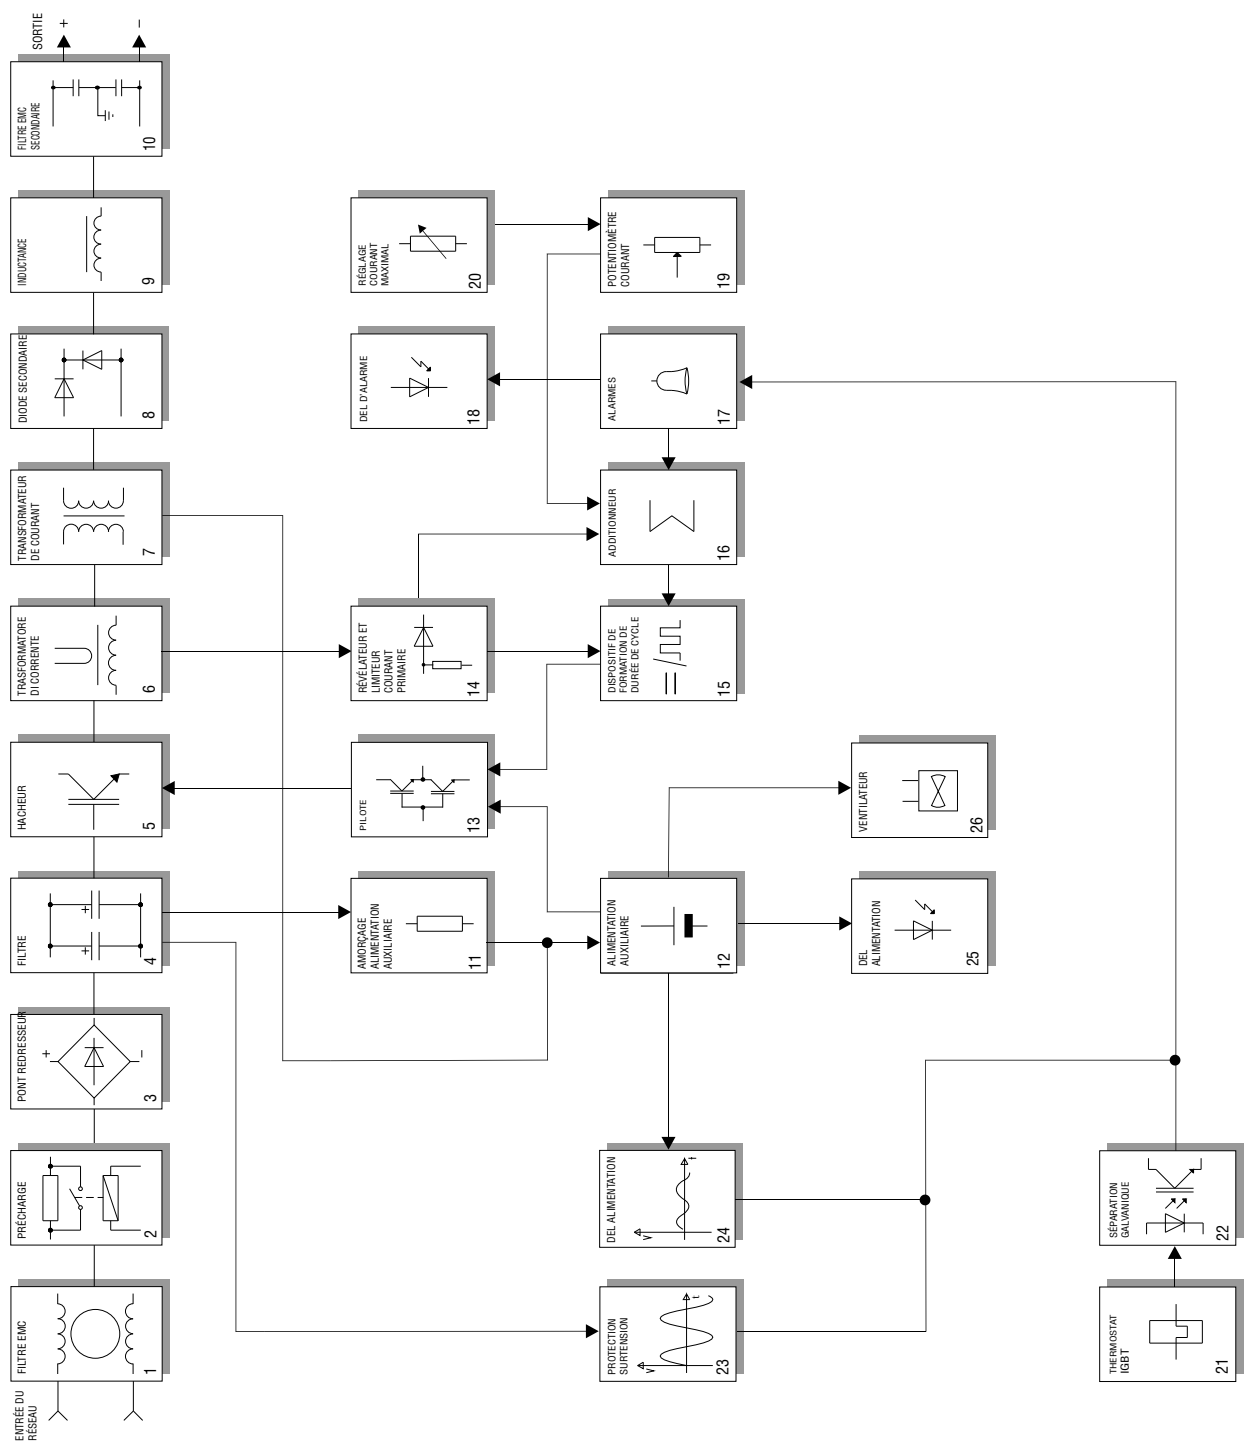 ENTRÉE DU
RÉSEAU
FILTRE EMC
1
PRÉCHARGE
2
PONT REDRESSEUR
+
−
3
FILTRE
+
+
4
HACHEUR
5
TRASFORMATORE
DI CORRENTE
6
TRANSFORMATEUR
DE COURANT
7
DIODE SECONDAIRE
8
INDUCTANCE
9
FILTRE EMC
SECONDAIRE
10
SORTIE
+
−
AMORÇAGE
ALIMENTATION
AUXILIAIRE
11
PILOTE
13
RÉVÉLATEUR ET
LIMITEUR
COURANT
PRIMAIRE
14
DEL D'ALARME
18
RÉGLAGE
COURANT
MAXIMAL
20
PROTECTION
SURTENSION
V
t
23
DEL ALIMENTATION
V
t
24
ALIMENTATION
AUXILIAIRE
12
DISPOSITIF DE
FORMATION DE
DURÉE DE CYCLE
15
ADDITIONNEUR
16
ALARMES
17
POTENTIOMÈTRE
COURANT
19
DEL
ALIMENTATION
25
VENTILATEUR
26
THERMOSTAT
IGBT
21
SÉPARATION
GALVANIQUE
22